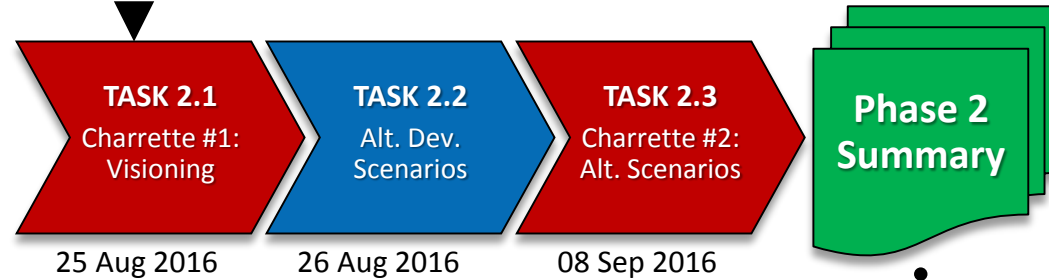 TASK 2.1
Charrette #1:
Visioning
25 Aug 2016
TASK 2.2
Alt. Dev.
Scenarios
26 Aug 2016
TASK 2.3
Charrette #2:
Alt. Scenarios
08 Sep 2016
Phase 2
Summary